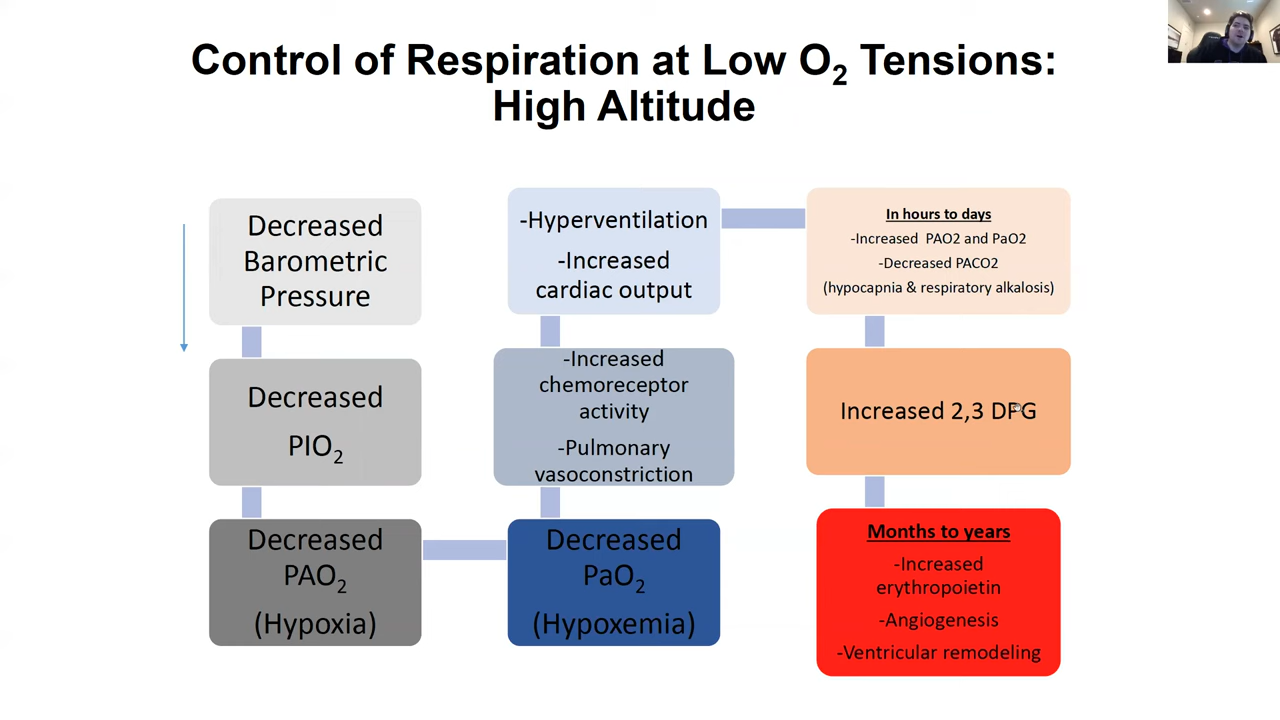 Control of Respiration at Low O2 Tensions:
High Altitude
Decreased
Barometric
Pressure
Decreased
PIO2
Decreased
PAO2
(Hypoxia)
Decreased
PaO2
(Hypoxemia)
-Increased
chemoreceptor
activity
-Pulmonary
vasoconstriction
-Hyperventilation
-Increased
cardiac output
In hours to days
-Increased PAO2 and PaO2
-Decreased PACO2
(hypocapnia & respiratory alkalosis)
Increased 2,3 DPG
Months to years
-Increased
erythropoietin
-Angiogenesis
-Ventricular remodeling